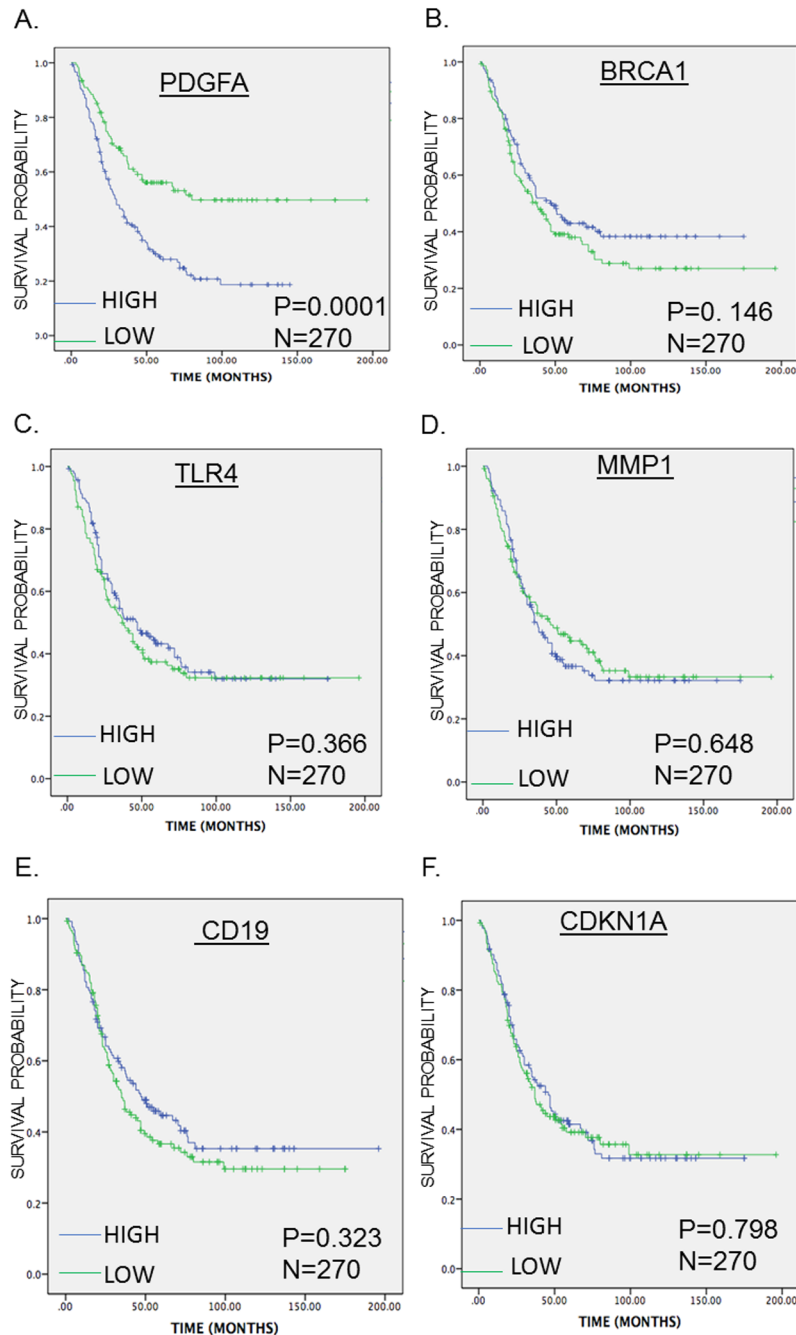 A.
PDGFA
SURVIVAL PROBABILITY
1.0
0.8
0.6
0.4
0.2
0.0
HIGH
LOW
P=0.0001
N=270
.00 50.00 100.00 150.00 200.00
TIME (MONTHS)
B.
BRCA1
SURVIVAL PROBABILITY
1.0
0.8
0.6
0.4
0.2
0.0
HIGH
LOW
P=0. 146
N=270
.00 50.00 100.00 150.00 200.00
TIME (MONTHS)
C.
TLR4
SURVIVAL PROBABILITY
1.0
0.8
0.6
0.4
0.2
0.0
HIGH
LOW
P=0.366
N=270
.00 50.00 100.00 150.00 200.00
TIME (MONTHS)
D.
MMP1
SURVIVAL PROBABILITY
1.0
0.8
0.6
0.4
0.2
0.0
HIGH
LOW
P=0.648
N=270
.00 50.00 100.00 150.00 200.00
TIME (MONTHS)
E.
CD19
SURVIVAL PROBABILITY
1.0
0.8
0.6
0.4
0.2
0.0
HIGH
LOW
P=0.323
N=270
.00 50.00 100.00 150.00 200.00
TIME (MONTHS)
F.
CDKN1A
SURVIVAL PROBABILITY
1.0
0.8
0.6
0.4
0.2
0.0
HIGH
LOW
P=0.798
N=270
.00 50.00 100.00 150.00 200.00
TIME (MONTHS)